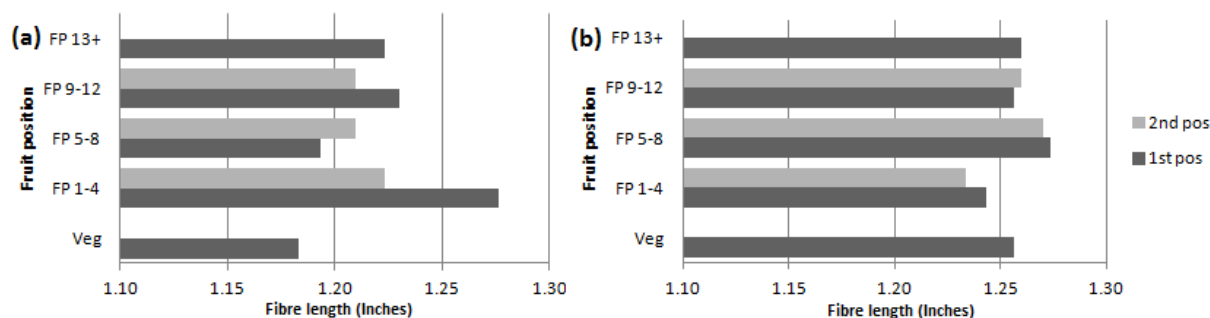 (a)
Fruit position
FP 13+
FP 9-12
FP 5-8
FP 1-4
Veg
1.10 1.15 1.20 1.25 1.30
Fibre length (Inches)
(b)
Fruit position
FP 13+
FP 9-12
FP 5-8
FP 1-4
Veg
1.10 1.15 1.20 1.25 1.30
Fibre length (Inches)
2nd pos
1st pos